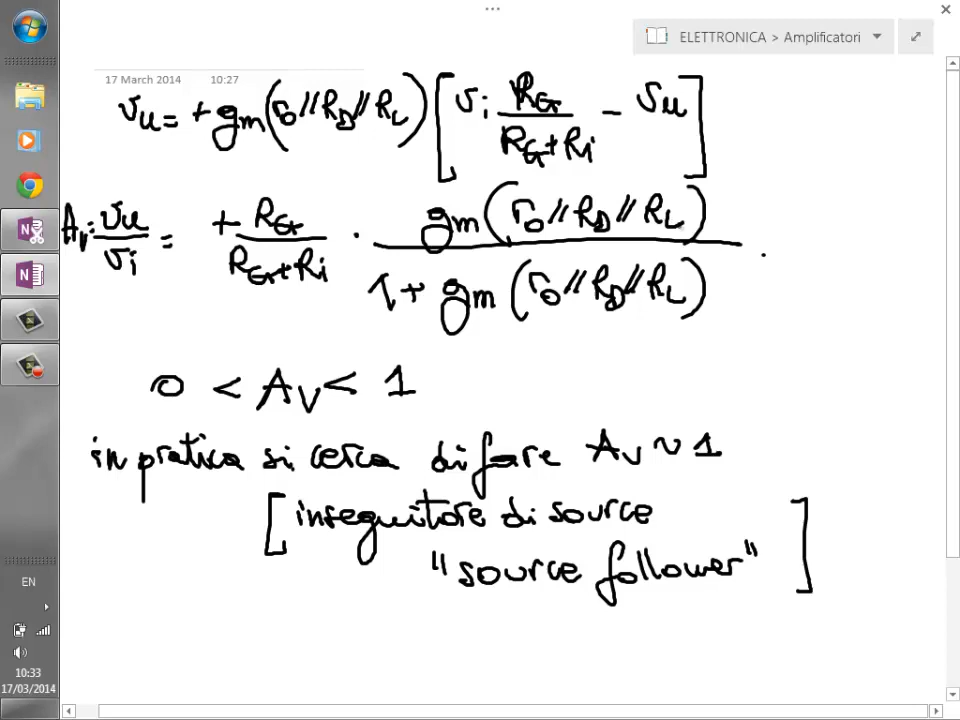 ELETTRONICA > Amplificatori
17 March 2014 10:27
vu = + gm (ro // RD // RL) [ vi RG / (RG + Ri) - vu ]
Av = vu / vi = + RG / (RG + Ri) · gm (ro // RD // RL) / (1 + gm (ro // RD // RL))
0 < Av < 1
in pratica si cerca di fare Av ~ 1
[ inseguitore di source
"source follower" ]
EN
10:33
17/03/2014